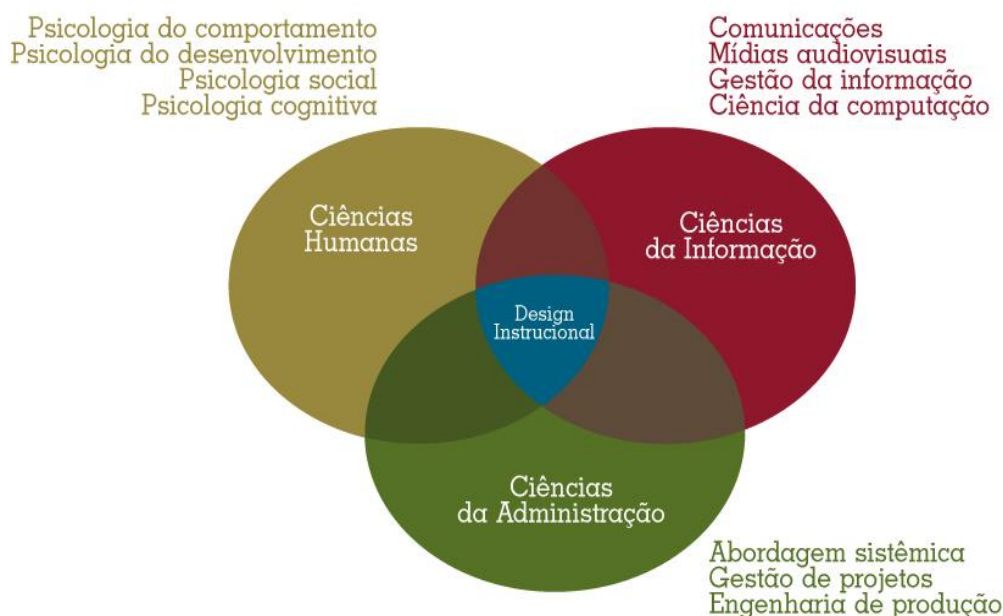 Psicologia do comportamento
Psicologia do desenvolvimento
Psicologia social
Psicologia cognitiva
Comunicações
Mídias audiovisuais
Gestão da informação
Ciência da computação
Ciências
Humanas
Ciências
da Informação
Design
Instrucional
Ciências
da Administração
Abordagem sistêmica
Gestão de projetos
Engenharia de produção